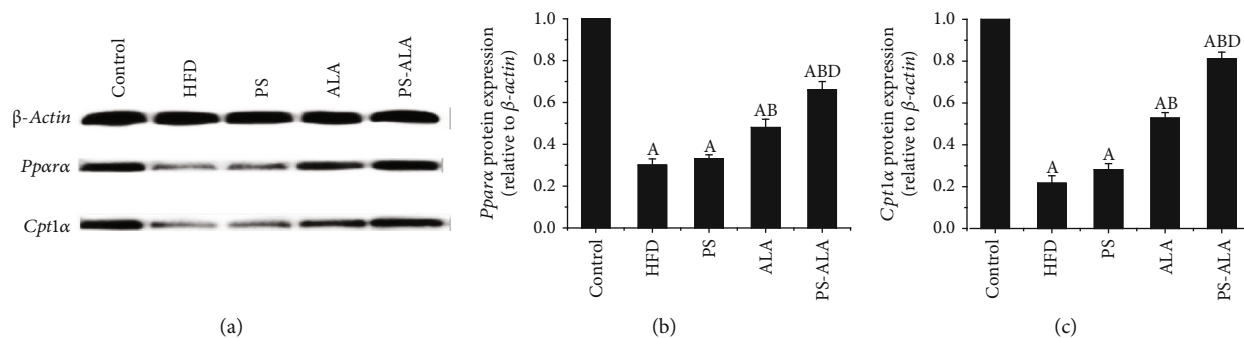 Control
HFD
PS
ALA
PS-ALA
β-Actin
Pparα
Cpt1α
(a)
Pparα protein expression
(relative to β-actin)
1.0
0.8
0.6
0.4
0.2
0.0
A
A
AB
ABD
Control
HFD
PS
ALA
PS-ALA
(b)
Cpt1α protein expression
(relative to β-actin)
1.0
0.8
0.6
0.4
0.2
0.0
A
A
AB
ABD
Control
HFD
PS
ALA
PS-ALA
(c)